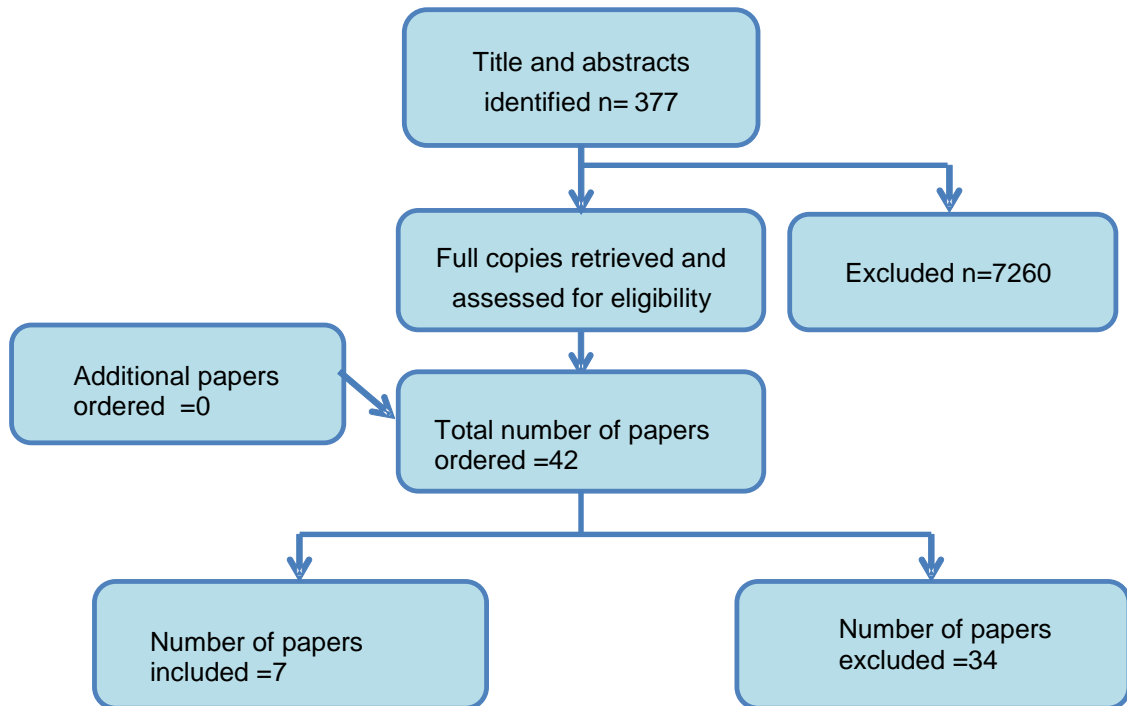 Title and abstracts
identified n= 377
Full copies retrieved and
assessed for eligibility
Excluded n=7260
Additional papers
ordered =0
Total number of papers
ordered =42
Number of papers
included =7
Number of papers
excluded =34